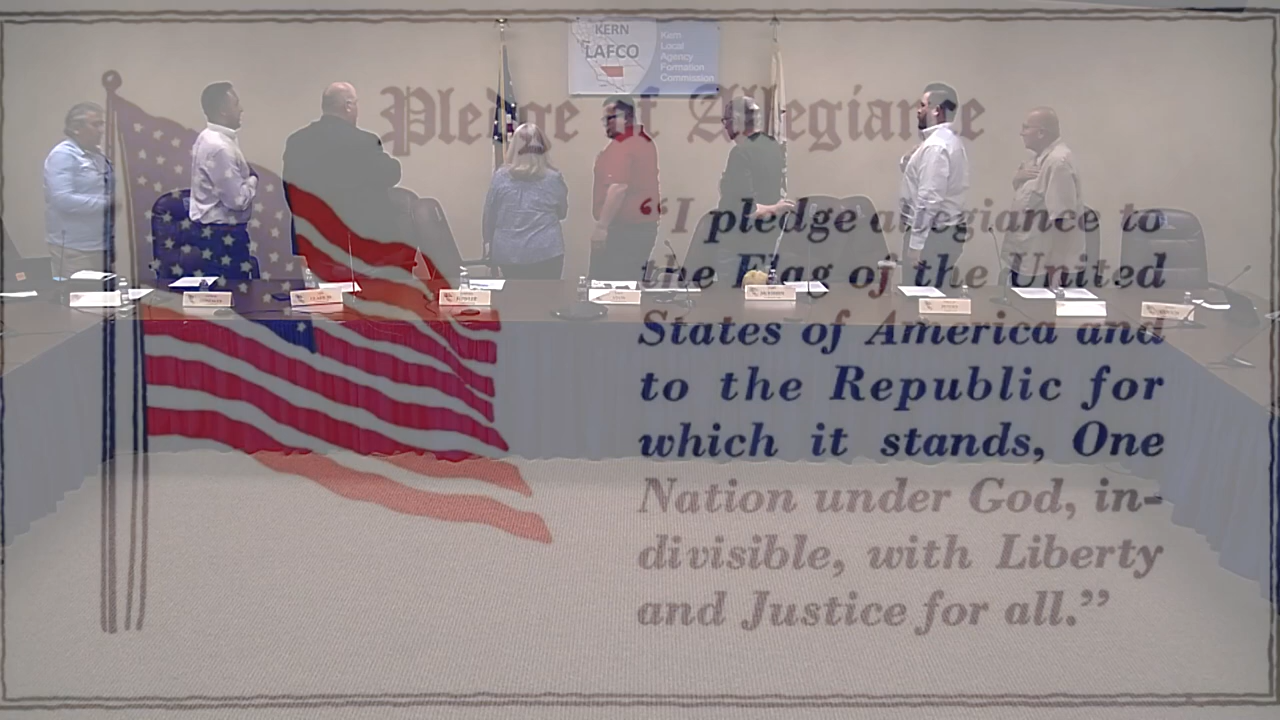 KERN
LAFCO
Kern
Local
Agency
Formation
Commission
Pledge of Allegiance
“I pledge allegiance to
the Flag of the United
States of America and
to the Republic for
which it stands, One
Nation under God, in-
divisible, with Liberty
and Justice for all.”